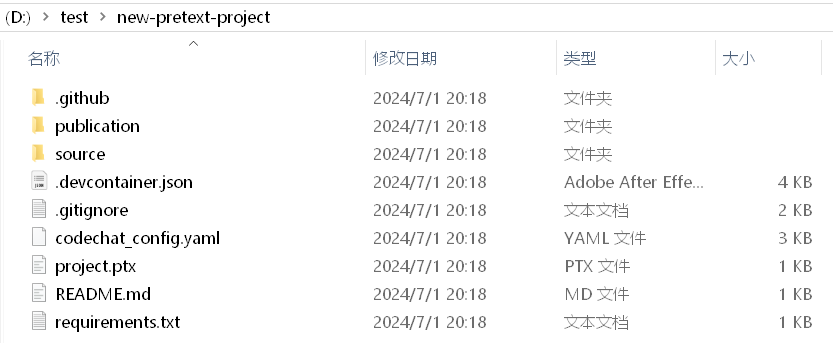 (D:) > test > new-pretext-project
名称 修改日期 类型 大小
.github 2024/7/1 20:18 文件夹
publication 2024/7/1 20:18 文件夹
source 2024/7/1 20:18 文件夹
.devcontainer.json 2024/7/1 20:18 Adobe After Effe... 4 KB
.gitignore 2024/7/1 20:18 文本文档 2 KB
codechat_config.yaml 2024/7/1 20:18 YAML 文件 3 KB
project.ptx 2024/7/1 20:18 PTX 文件 1 KB
README.md 2024/7/1 20:18 MD 文件 1 KB
requirements.txt 2024/7/1 20:18 文本文档 1 KB